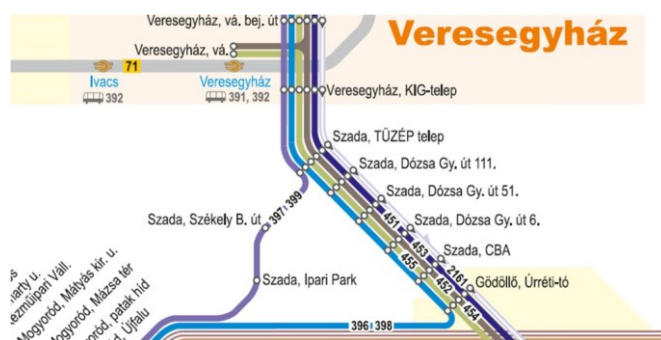 Veresegyház, vá. bej. út
Veresegyház
Veresegyház, vá.
71
Ivacs
Veresegyház
392
391, 392
Veresegyház, KIG-telep
Szada, TÜZÉP telep
Szada, Dózsa Gy. út 111.
Szada, Dózsa Gy. út 51.
397 399
Szada, Székely B. út
451
Szada, Dózsa Gy. út 6.
453
Szada, CBA
455
2161
Szada, Ipari Park
452
Gödöllő, Úrréti-tó
454
Mogyoród, Mátyás kir. u.
Mogyoród, Mázsa tér
patak híd
Újfalu
396 398